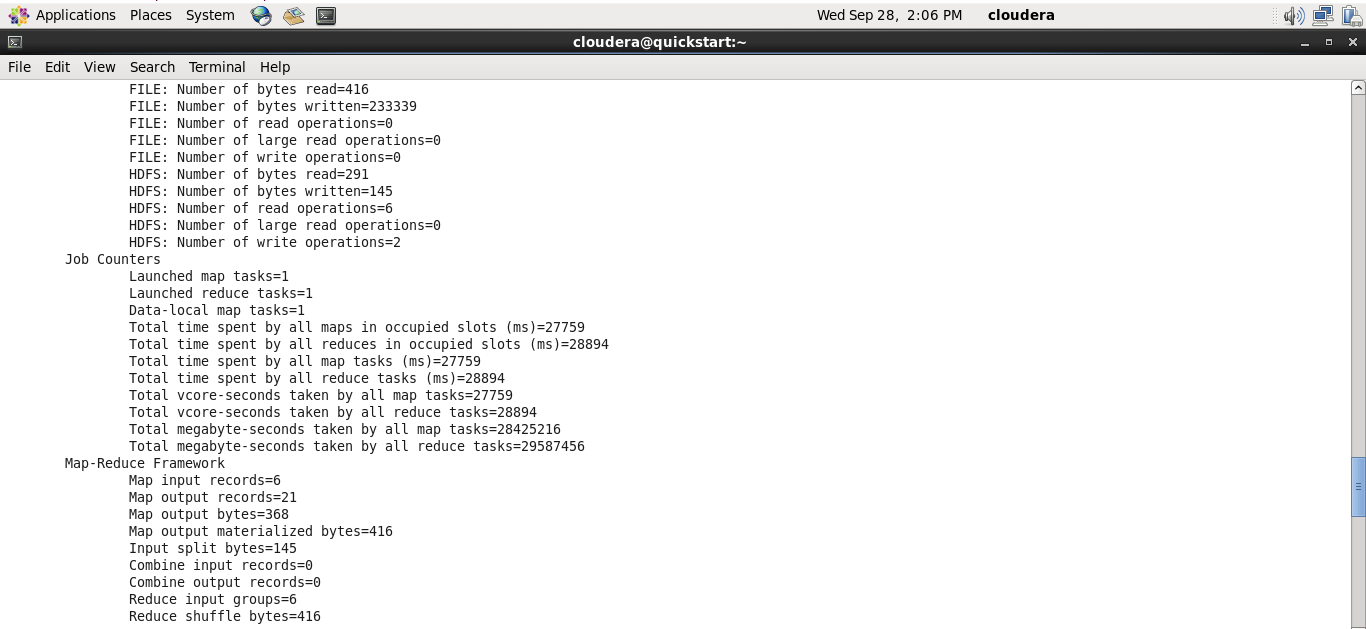 Applications Places System Wed Sep 28, 2:06 PM cloudera
cloudera@quickstart:~
File Edit View Search Terminal Help
FILE: Number of bytes read=416
FILE: Number of bytes written=233339
FILE: Number of read operations=0
FILE: Number of large read operations=0
FILE: Number of write operations=0
HDFS: Number of bytes read=291
HDFS: Number of bytes written=145
HDFS: Number of read operations=6
HDFS: Number of large read operations=0
HDFS: Number of write operations=2
Job Counters
Launched map tasks=1
Launched reduce tasks=1
Data-local map tasks=1
Total time spent by all maps in occupied slots (ms)=27759
Total time spent by all reduces in occupied slots (ms)=28894
Total time spent by all map tasks (ms)=27759
Total time spent by all reduce tasks (ms)=28894
Total vcore-seconds taken by all map tasks=27759
Total vcore-seconds taken by all reduce tasks=28894
Total megabyte-seconds taken by all map tasks=28425216
Total megabyte-seconds taken by all reduce tasks=29587456
Map-Reduce Framework
Map input records=6
Map output records=21
Map output bytes=368
Map output materialized bytes=416
Input split bytes=145
Combine input records=0
Combine output records=0
Reduce input groups=6
Reduce shuffle bytes=416